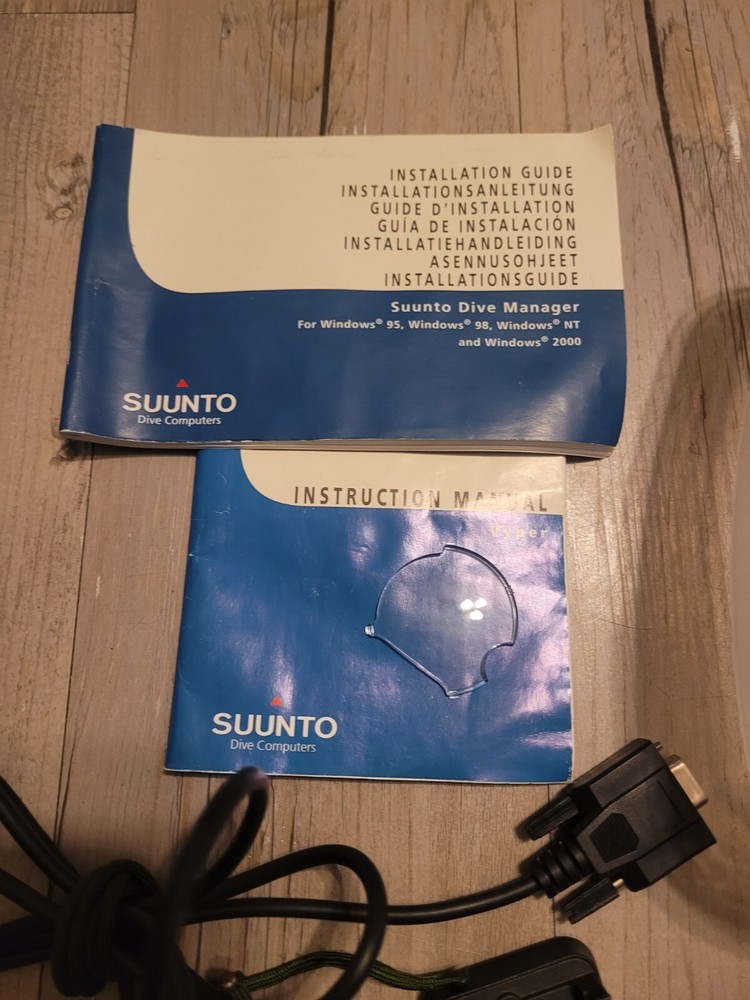 INSTALLATION GUIDE
INSTALLATIONSANLEITUNG
GUIDE D'INSTALLATION
GUÍA DE INSTALACIÓN
INSTALLATIEHANDLEIDING
ASENNUSOHJEET
INSTALLATIONSGUIDE
Suunto Dive Manager
For Windows® 95, Windows® 98, Windows® NT
and Windows® 2000
SUUNTO
Dive Computers
INSTRUCTION MANUAL
Vyper
SUUNTO
Dive Computers